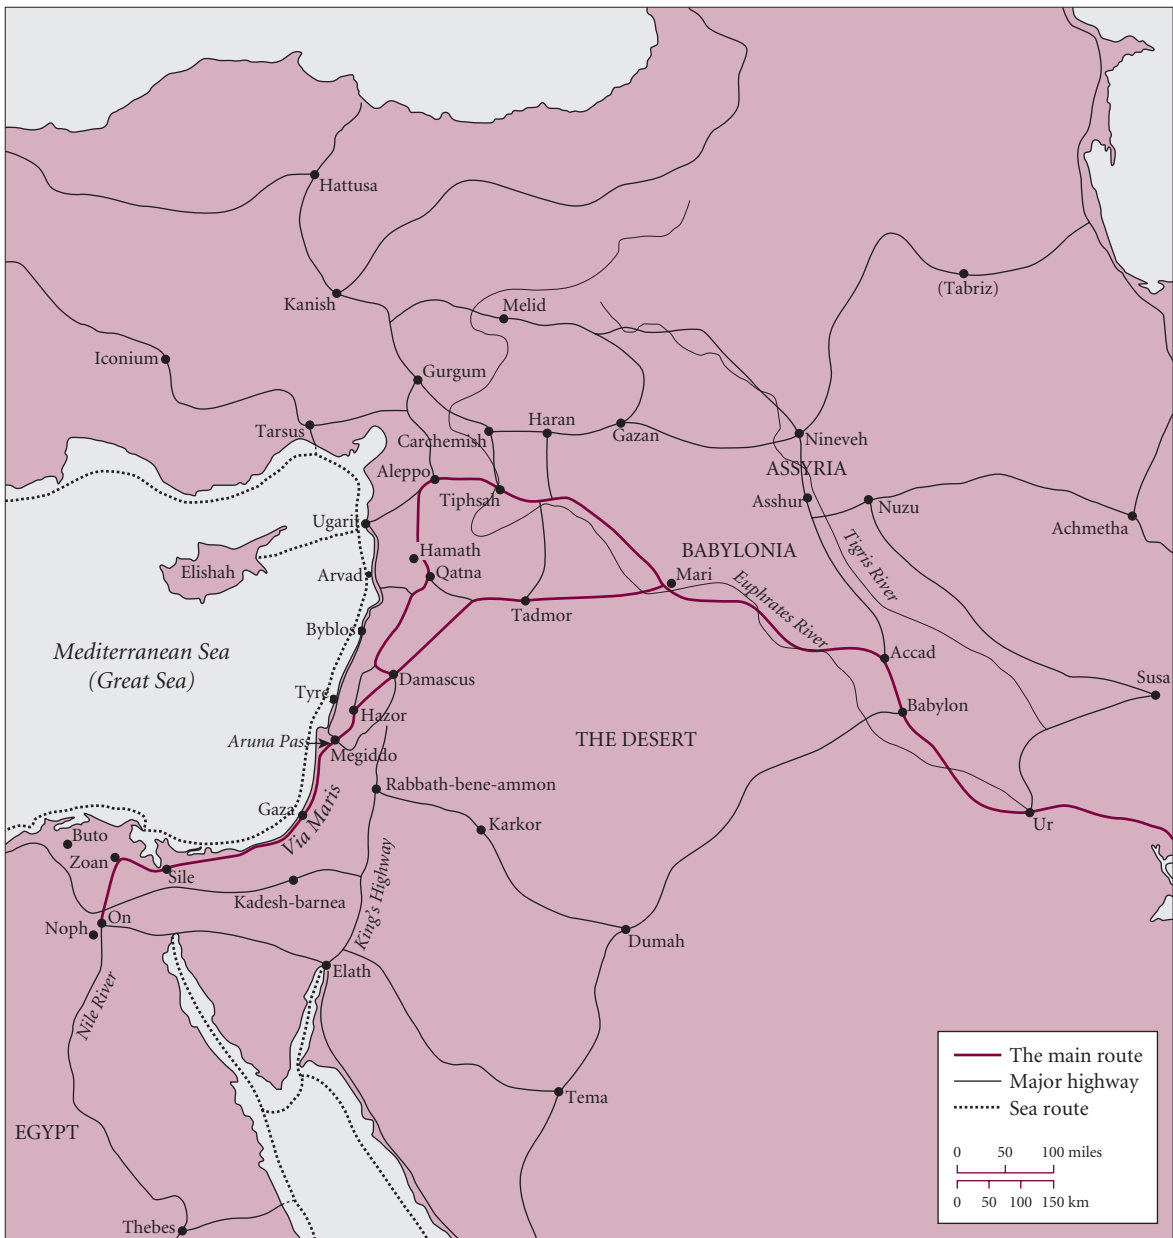 Hattusa
Kanish
Melid
(Tabriz)
Iconium
Gurgum
Tarsus
Carchemish
Haran
Gazan
Nineveh
ASSYRIA
Aleppo
Tiphsah
Asshur
Nuzu
Achmetha
Ugarit
Hamath
Qatna
BABYLONIA
Mari
Tigris River
Elishah
Arvad
Tadmor
Euphrates River
Byblos
Mediterranean Sea
(Great Sea)
Accad
Damascus
Susa
Tyre
Hazor
Babylon
Aruna Pass
Megiddo
THE DESERT
Rabbath-bene-ammon
Gaza
Via Maris
Karkor
Ur
Buto
Zoan
Sile
Kadesh-barnea
King's Highway
Noph
On
Dumah
Elath
Nile River
Tema
EGYPT
Thebes
The main route
Major highway
Sea route
0 50 100 miles
0 50 100 150 km